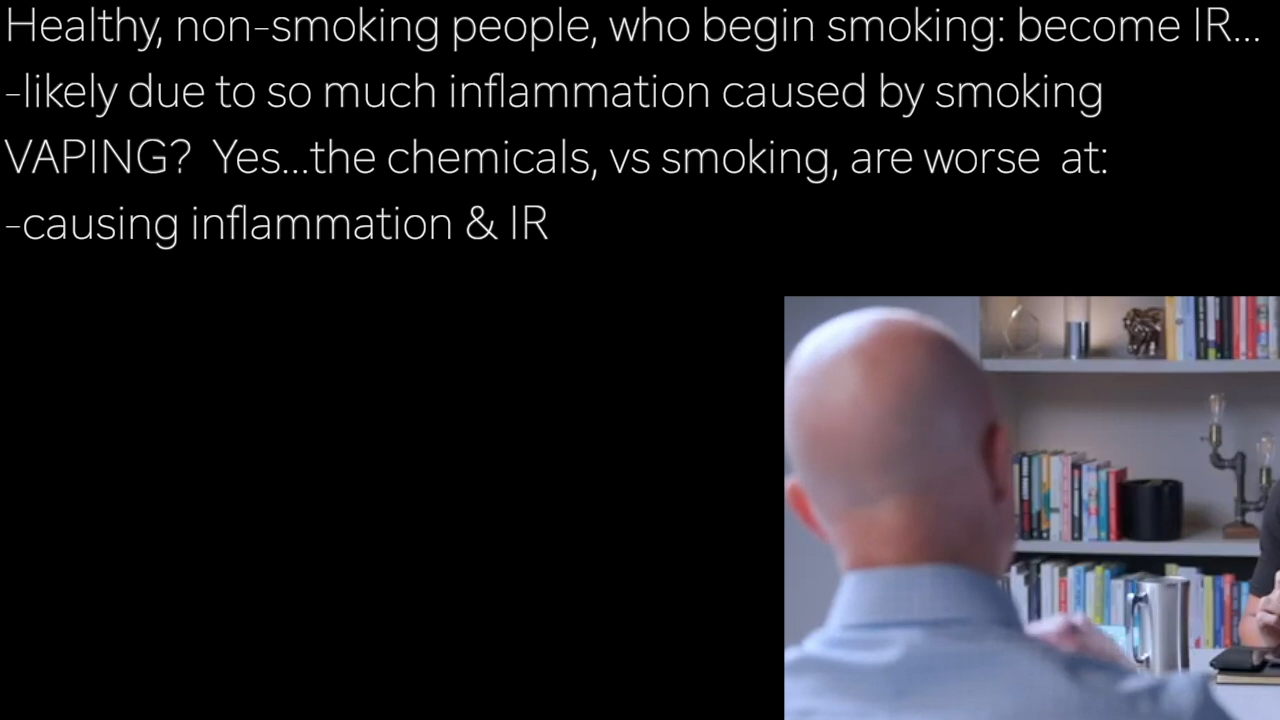 Healthy, non-smoking people, who begin smoking: become IR...
-likely due to so much inflammation caused by smoking
VAPING? Yes...the chemicals, vs smoking, are worse at:
-causing inflammation & IR